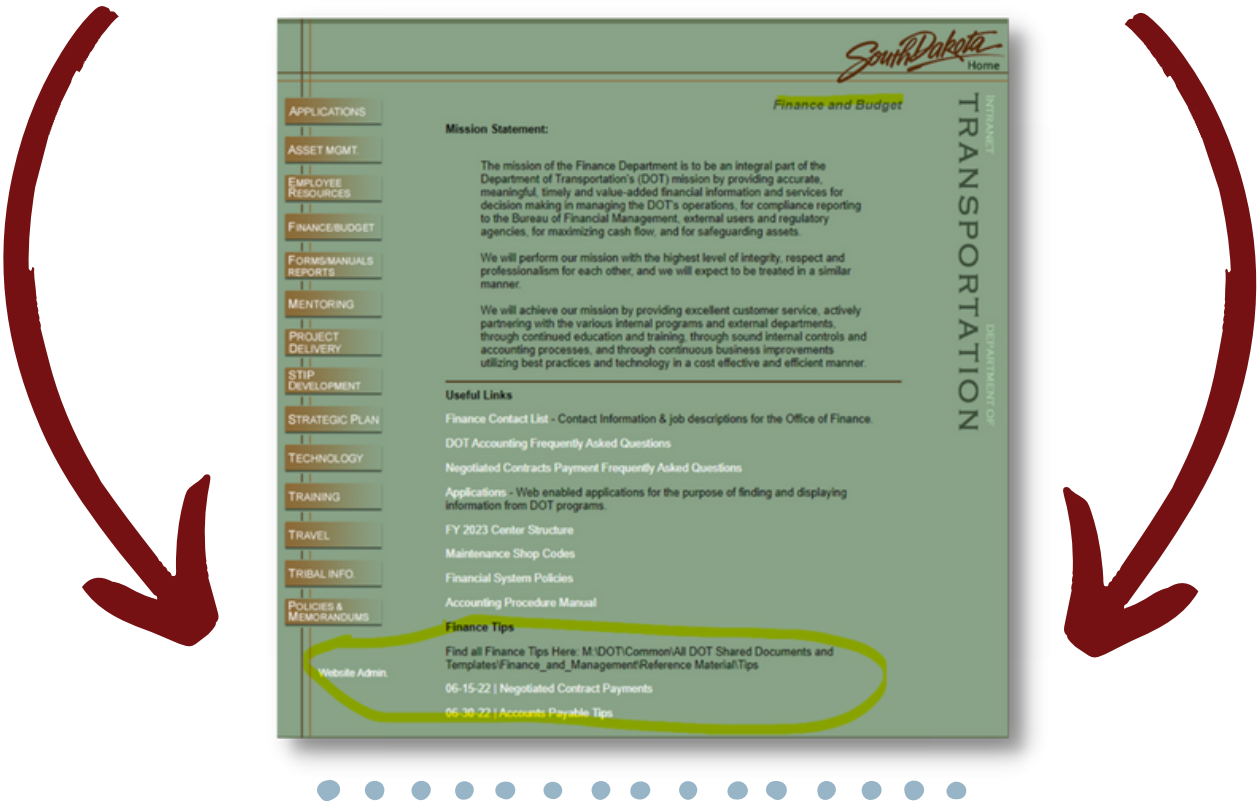 South Dakota
Home
Finance and Budget
INTRANET
TRANSPORTATION
DEPARTMENT OF
APPLICATIONS
ASSET MGMT.
EMPLOYEE
RESOURCES
FINANCE/BUDGET
FORMS/MANUALS
REPORTS
MENTORING
PROJECT
DELIVERY
STIP
DEVELOPMENT
STRATEGIC PLAN
TECHNOLOGY
TRAINING
TRAVEL
TRIBAL INFO.
POLICIES &
MEMORANDUMS
Website Admin.
Mission Statement:
The mission of the Finance Department is to be an integral part of the
Department of Transportation's (DOT) mission by providing accurate,
meaningful, timely and value-added financial information and services for
decision making in managing the DOT's operations, for compliance reporting
to the Bureau of Financial Management, external users and regulatory
agencies, for maximizing cash flow, and for safeguarding assets.
We will perform our mission with the highest level of integrity, respect and
professionalism for each other, and we will expect to be treated in a similar
manner.
We will achieve our mission by providing excellent customer service, actively
partnering with the various internal programs and external departments,
through continued education and training, through sound internal controls and
accounting processes, and through continuous business improvements
utilizing best practices and technology in a cost effective and efficient manner.
Useful Links
Finance Contact List - Contact Information & job descriptions for the Office of Finance.
DOT Accounting Frequently Asked Questions
Negotiated Contracts Payment Frequently Asked Questions
Applications - Web enabled applications for the purpose of finding and displaying
information from DOT programs.
FY 2023 Center Structure
Maintenance Shop Codes
Financial System Policies
Accounting Procedure Manual
Finance Tips
Find all Finance Tips Here: M:\DOT\Common\All DOT Shared Documents and
Templates\Finance_and_Management\Reference Material\Tips
06-15-22 | Negotiated Contract Payments
06-30-22 | Accounts Payable Tips